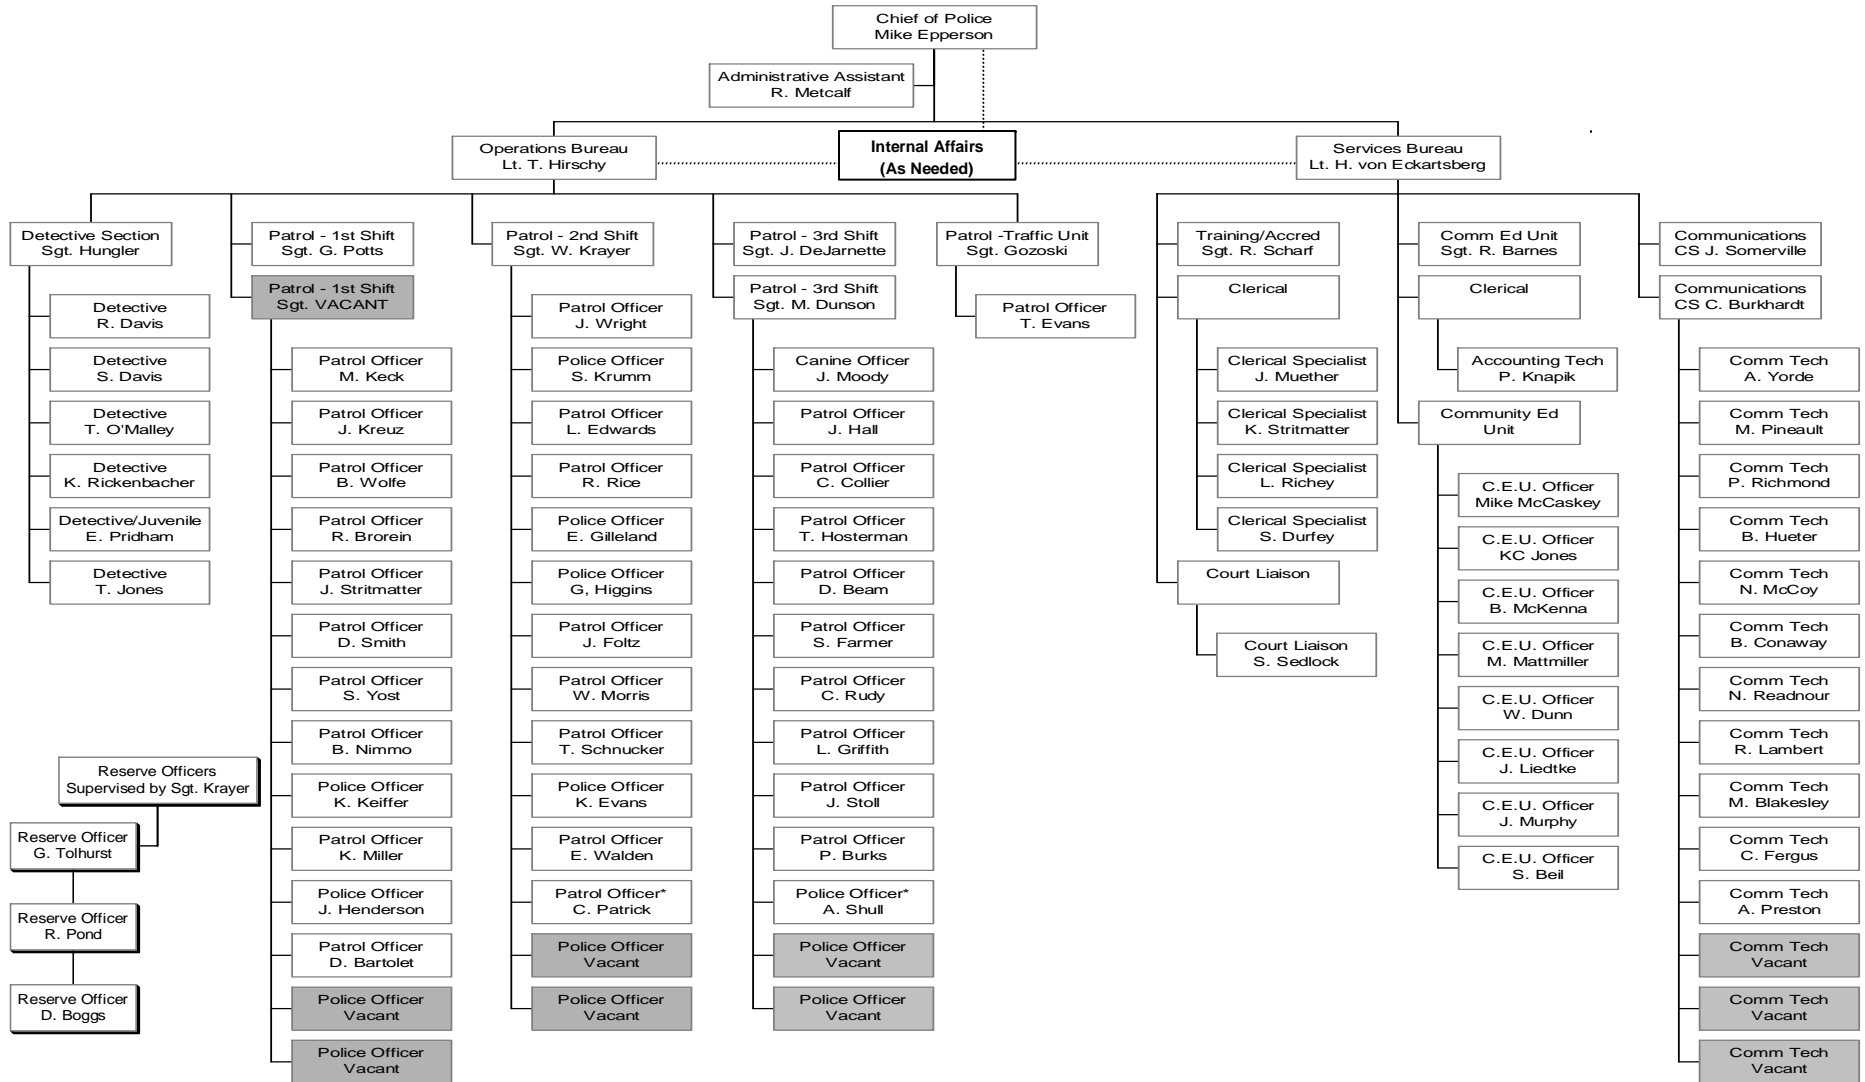 Chief of Police
Mike Epperson
Administrative Assistant
R. Metcalf
Operations Bureau
Lt. T. Hirschy
Internal Affairs
(As Needed)
Services Bureau
Lt. H. von Eckartsberg
Detective Section
Sgt. Hungler
Detective
R. Davis
Detective
S. Davis
Detective
T. O'Malley
Detective
K. Rickenbacher
Detective/Juvenile
E. Pridham
Detective
T. Jones
Reserve Officers
Supervised by Sgt. Krayer
Reserve Officer
G. Tolhurst
Reserve Officer
R. Pond
Reserve Officer
D. Boggs
Patrol - 1st Shift
Sgt. G. Potts
Patrol - 1st Shift
Sgt. VACANT
Patrol Officer
M. Keck
Patrol Officer
J. Kreuz
Patrol Officer
B. Wolfe
Patrol Officer
R. Brorein
Patrol Officer
J. Stritmatter
Patrol Officer
D. Smith
Patrol Officer
S. Yost
Patrol Officer
B. Nimmo
Police Officer
K. Keiffer
Patrol Officer
K. Miller
Police Officer
J. Henderson
Patrol Officer
D. Bartolet
Police Officer
Vacant
Police Officer
Vacant
Patrol - 2nd Shift
Sgt. W. Krayer
Patrol Officer
J. Wright
Police Officer
S. Krumm
Patrol Officer
L. Edwards
Patrol Officer
R. Rice
Police Officer
E. Gilleland
Police Officer
G, Higgins
Patrol Officer
J. Foltz
Patrol Officer
W. Morris
Patrol Officer
T. Schnucker
Police Officer
K. Evans
Patrol Officer
E. Walden
Patrol Officer*
C. Patrick
Police Officer
Vacant
Police Officer
Vacant
Patrol - 3rd Shift
Sgt. J. DeJarnette
Patrol - 3rd Shift
Sgt. M. Dunson
Canine Officer
J. Moody
Patrol Officer
J. Hall
Patrol Officer
C. Collier
Patrol Officer
T. Hosterman
Patrol Officer
D. Beam
Patrol Officer
S. Farmer
Patrol Officer
C. Rudy
Patrol Officer
L. Griffith
Patrol Officer
J. Stoll
Patrol Officer
P. Burks
Police Officer*
A. Shull
Police Officer
Vacant
Police Officer
Vacant
Patrol -Traffic Unit
Sgt. Gozoski
Patrol Officer
T. Evans
Training/Accred
Sgt. R. Scharf
Clerical
Clerical Specialist
J. Muether
Clerical Specialist
K. Stritmatter
Clerical Specialist
L. Richey
Clerical Specialist
S. Durfey
Court Liaison
Court Liaison
S. Sedlock
Comm Ed Unit
Sgt. R. Barnes
Clerical
Accounting Tech
P. Knapik
Community Ed
Unit
C.E.U. Officer
Mike McCaskey
C.E.U. Officer
KC Jones
C.E.U. Officer
B. McKenna
C.E.U. Officer
M. Mattmiller
C.E.U. Officer
W. Dunn
C.E.U. Officer
J. Liedtke
C.E.U. Officer
J. Murphy
C.E.U. Officer
S. Beil
Communications
CS J. Somerville
Communications
CS C. Burkhardt
Comm Tech
A. Yorde
Comm Tech
M. Pineault
Comm Tech
P. Richmond
Comm Tech
B. Hueter
Comm Tech
N. McCoy
Comm Tech
B. Conaway
Comm Tech
N. Readnour
Comm Tech
R. Lambert
Comm Tech
M. Blakesley
Comm Tech
C. Fergus
Comm Tech
A. Preston
Comm Tech
Vacant
Comm Tech
Vacant
Comm Tech
Vacant